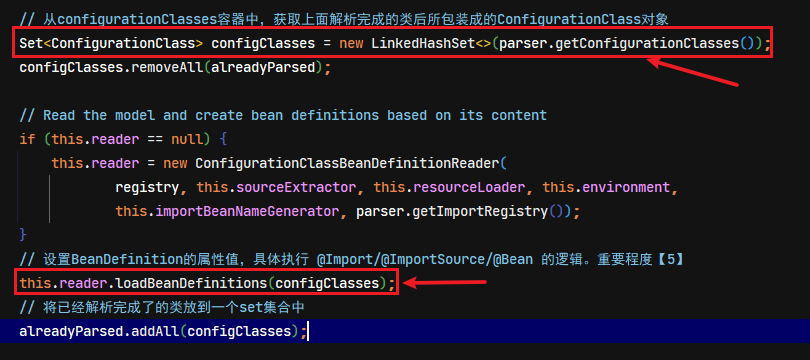 // 从configurationClasses容器中，获取上面解析完成的类后所包装成的ConfigurationClass对象
Set<ConfigurationClass> configClasses = new LinkedHashSet<>(parser.getConfigurationClasses());
configClasses.removeAll(alreadyParsed);
// Read the model and create bean definitions based on its content
if (this.reader == null) {
this.reader = new ConfigurationClassBeanDefinitionReader(
registry, this.sourceExtractor, this.resourceLoader, this.environment,
this.importBeanNameGenerator, parser.getImportRegistry());
}
// 设置BeanDefinition的属性值，具体执行 @Import/@ImportSource/@Bean 的逻辑。重要程度【5】
this.reader.loadBeanDefinitions(configClasses);
// 将已经解析完成了的类放到一个set集合中
alreadyParsed.addAll(configClasses);